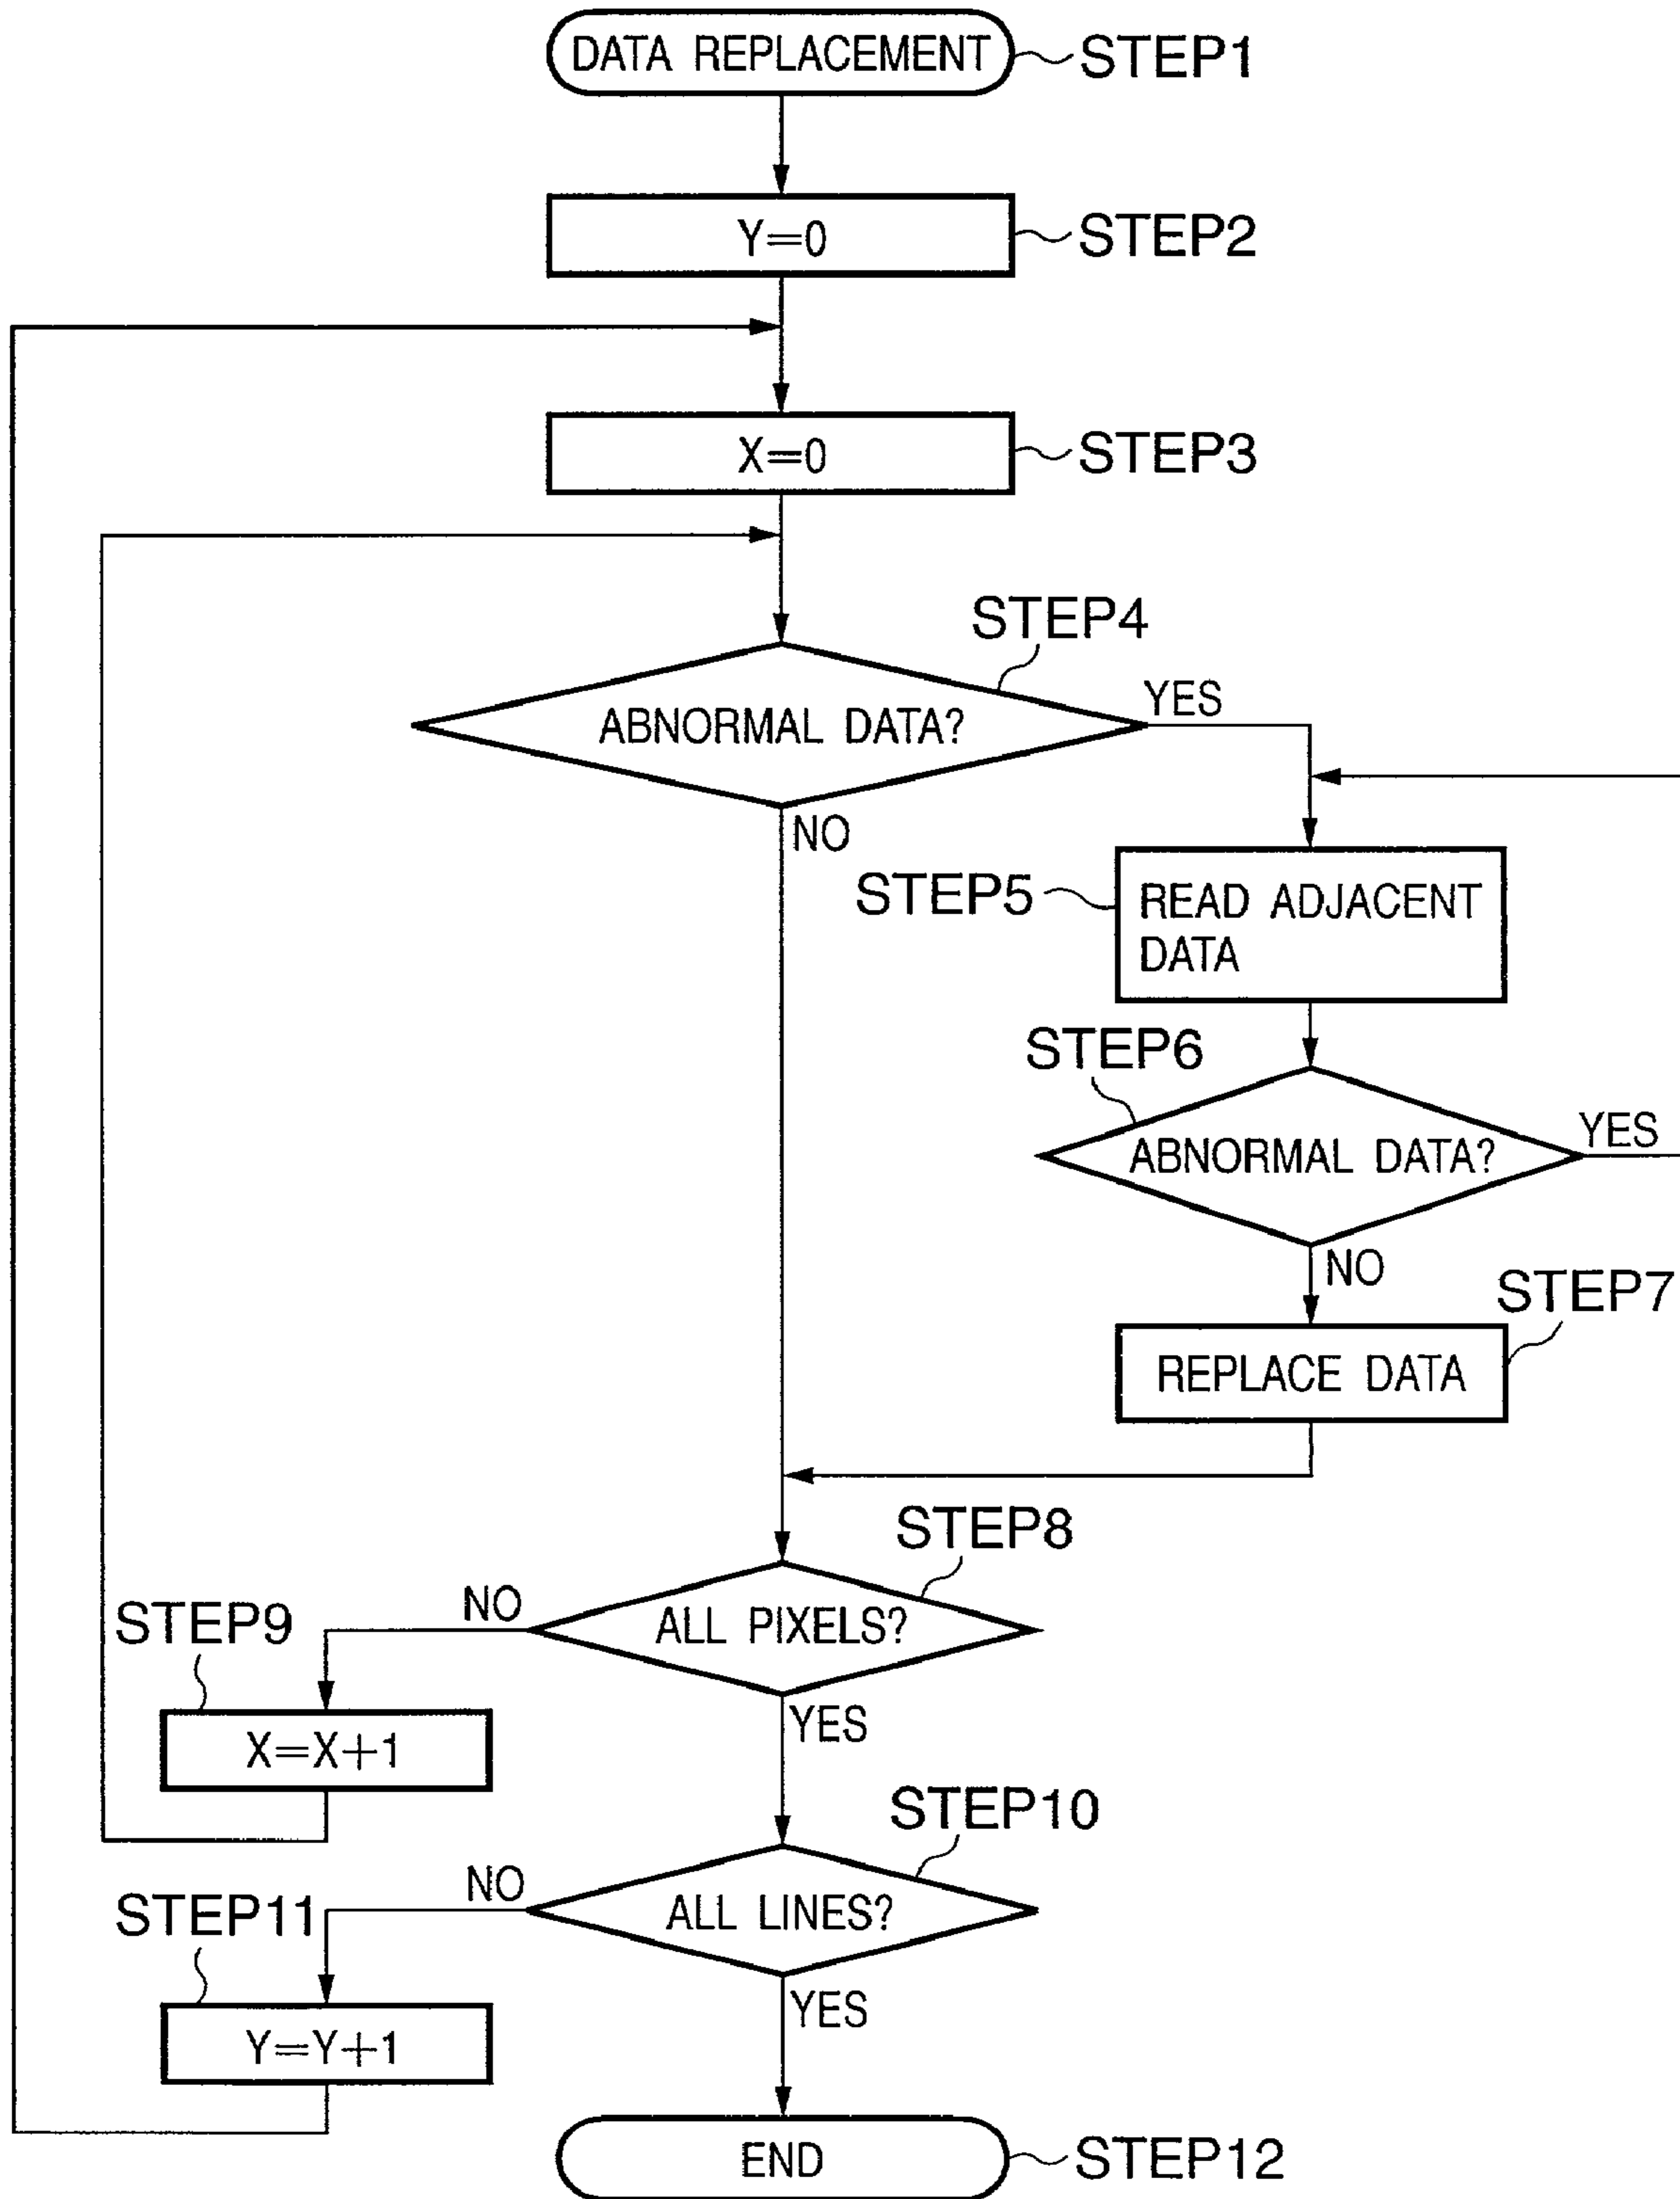 DATA REPLACEMENT STEP1
Y=0 STEP2
X=0 STEP3
STEP4
ABNORMAL DATA? YES
NO
STEP5 READ ADJACENT
DATA
STEP6
ABNORMAL DATA? YES
NO
STEP7
REPLACE DATA
STEP8
ALL PIXELS? NO
STEP9
YES
X=X+1
STEP10
ALL LINES? NO
STEP11
YES
Y=Y+1
END STEP12